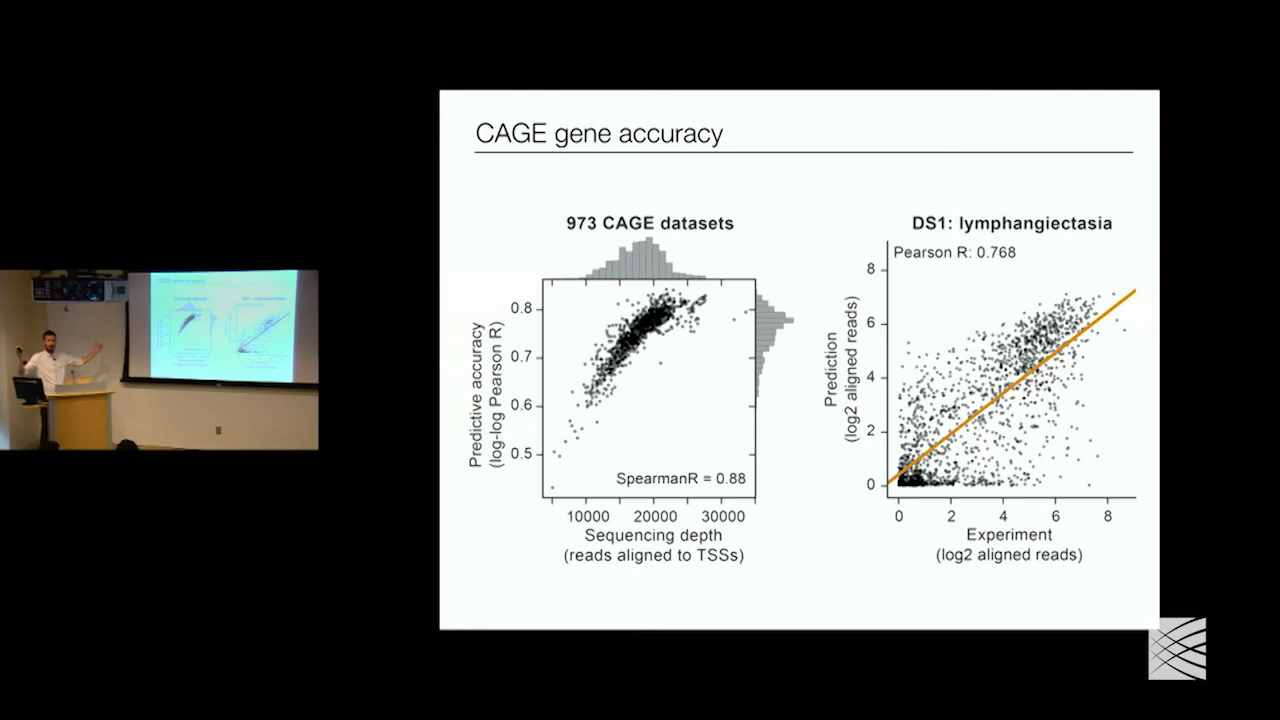 CAGE gene accuracy
973 CAGE datasets
Predictive accuracy
(log-log Pearson R)
0.8
0.7
0.6
0.5
SpearmanR = 0.88
10000 20000 30000
Sequencing depth
(reads aligned to TSSs)
DS1: lymphangiectasia
Pearson R: 0.768
Prediction
(log2 aligned reads)
8
6
4
2
0
0 2 4 6 8
Experiment
(log2 aligned reads)